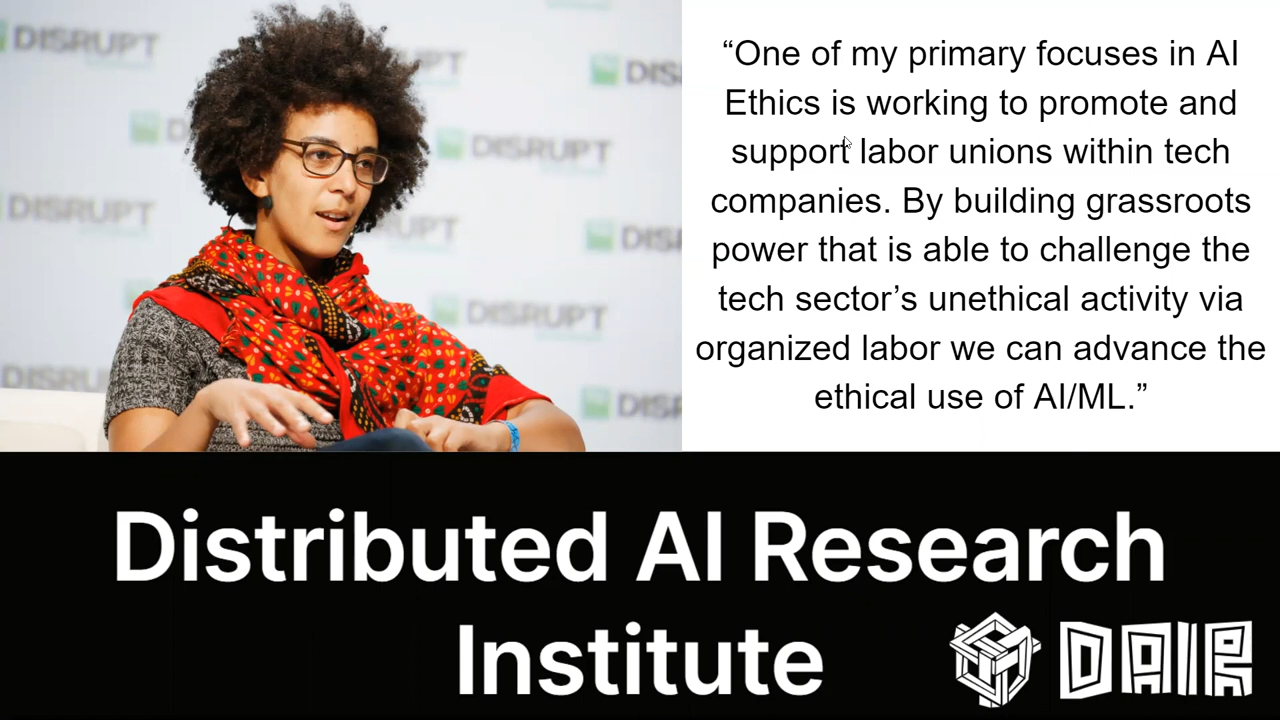 DISRUPT
DISRUPT
DISRUPT
DISRUPT
DISRUPT
“One of my primary focuses in AI
Ethics is working to promote and
support labor unions within tech
companies. By building grassroots
power that is able to challenge the
tech sector’s unethical activity via
organized labor we can advance the
ethical use of AI/ML.”
Distributed AI Research
Institute
DAIR